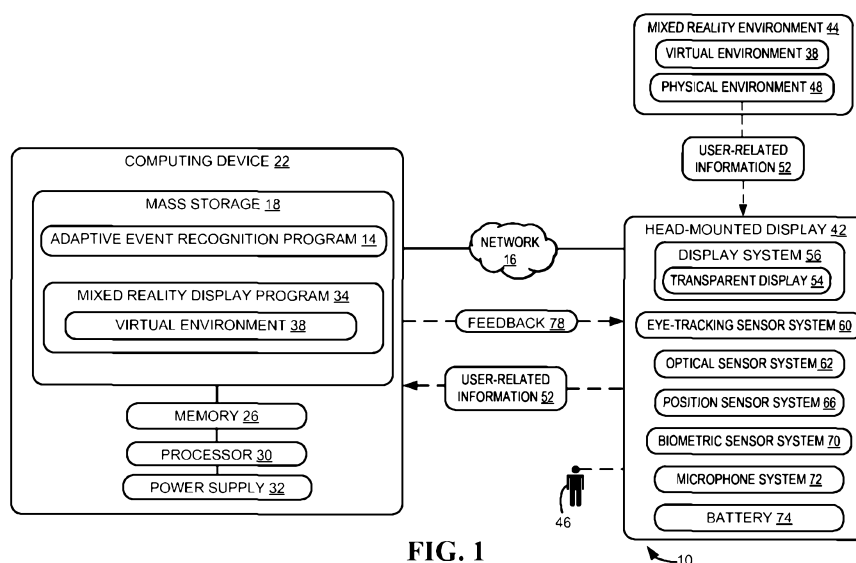 MIXED REALITY ENVIRONMENT 44
VIRTUAL ENVIRONMENT 38
PHYSICAL ENVIRONMENT 48
USER-RELATED
INFORMATION 52
COMPUTING DEVICE 22
MASS STORAGE 18
ADAPTIVE EVENT RECOGNITION PROGRAM 14
MIXED REALITY DISPLAY PROGRAM 34
VIRTUAL ENVIRONMENT 38
MEMORY 26
PROCESSOR 30
POWER SUPPLY 32
NETWORK
16
FEEDBACK 78
USER-RELATED
INFORMATION 52
46
HEAD-MOUNTED DISPLAY 42
DISPLAY SYSTEM 56
TRANSPARENT DISPLAY 54
EYE-TRACKING SENSOR SYSTEM 60
OPTICAL SENSOR SYSTEM 62
POSITION SENSOR SYSTEM 66
BIOMETRIC SENSOR SYSTEM 70
MICROPHONE SYSTEM 72
BATTERY 74
10
FIG. 1